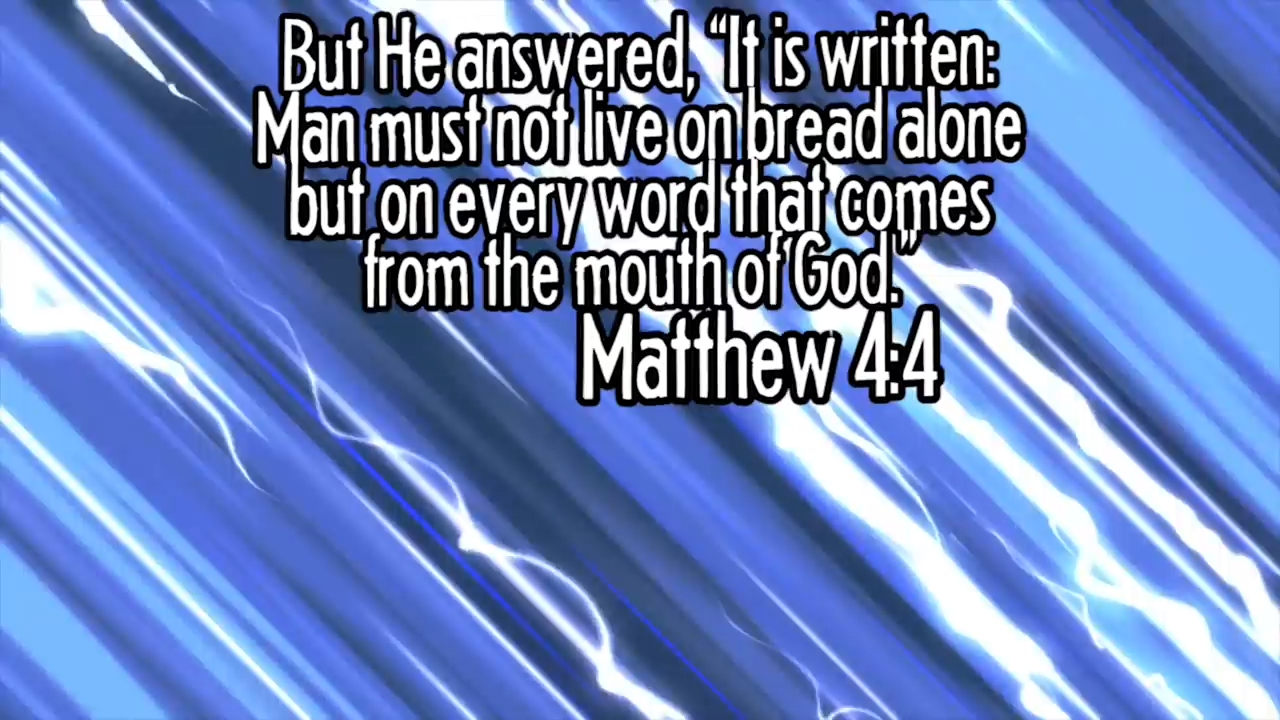 But He answered, “It is written:
Man must not live on bread alone
but on every word that comes
from the mouth of God.”
Matthew 4:4